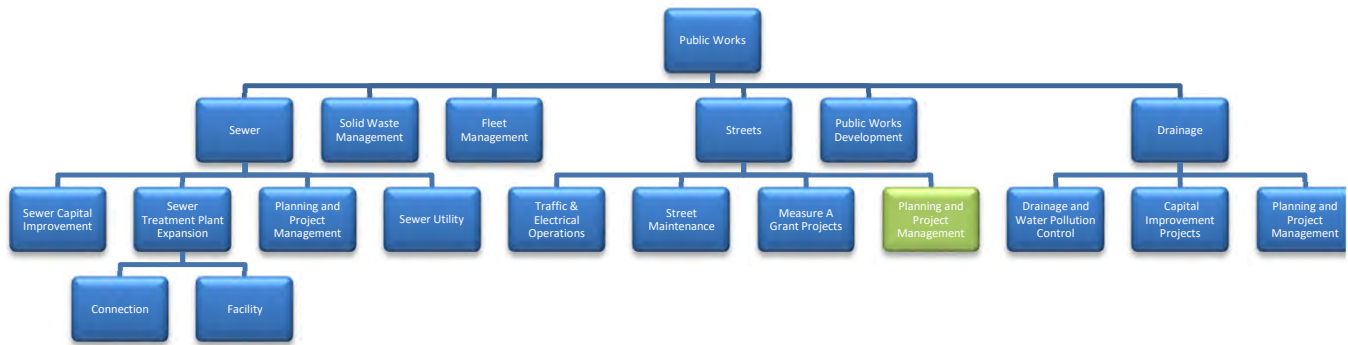 Public Works
Sewer
Solid Waste
Management
Fleet
Management
Streets
Public Works
Development
Drainage
Sewer Capital
Improvement
Sewer
Treatment Plant
Expansion
Planning and
Project
Management
Sewer Utility
Traffic &
Electrical
Operations
Street
Maintenance
Measure A
Grant Projects
Planning and
Project
Management
Drainage and
Water Pollution
Control
Capital
Improvement
Projects
Planning and
Project
Management
Connection
Facility